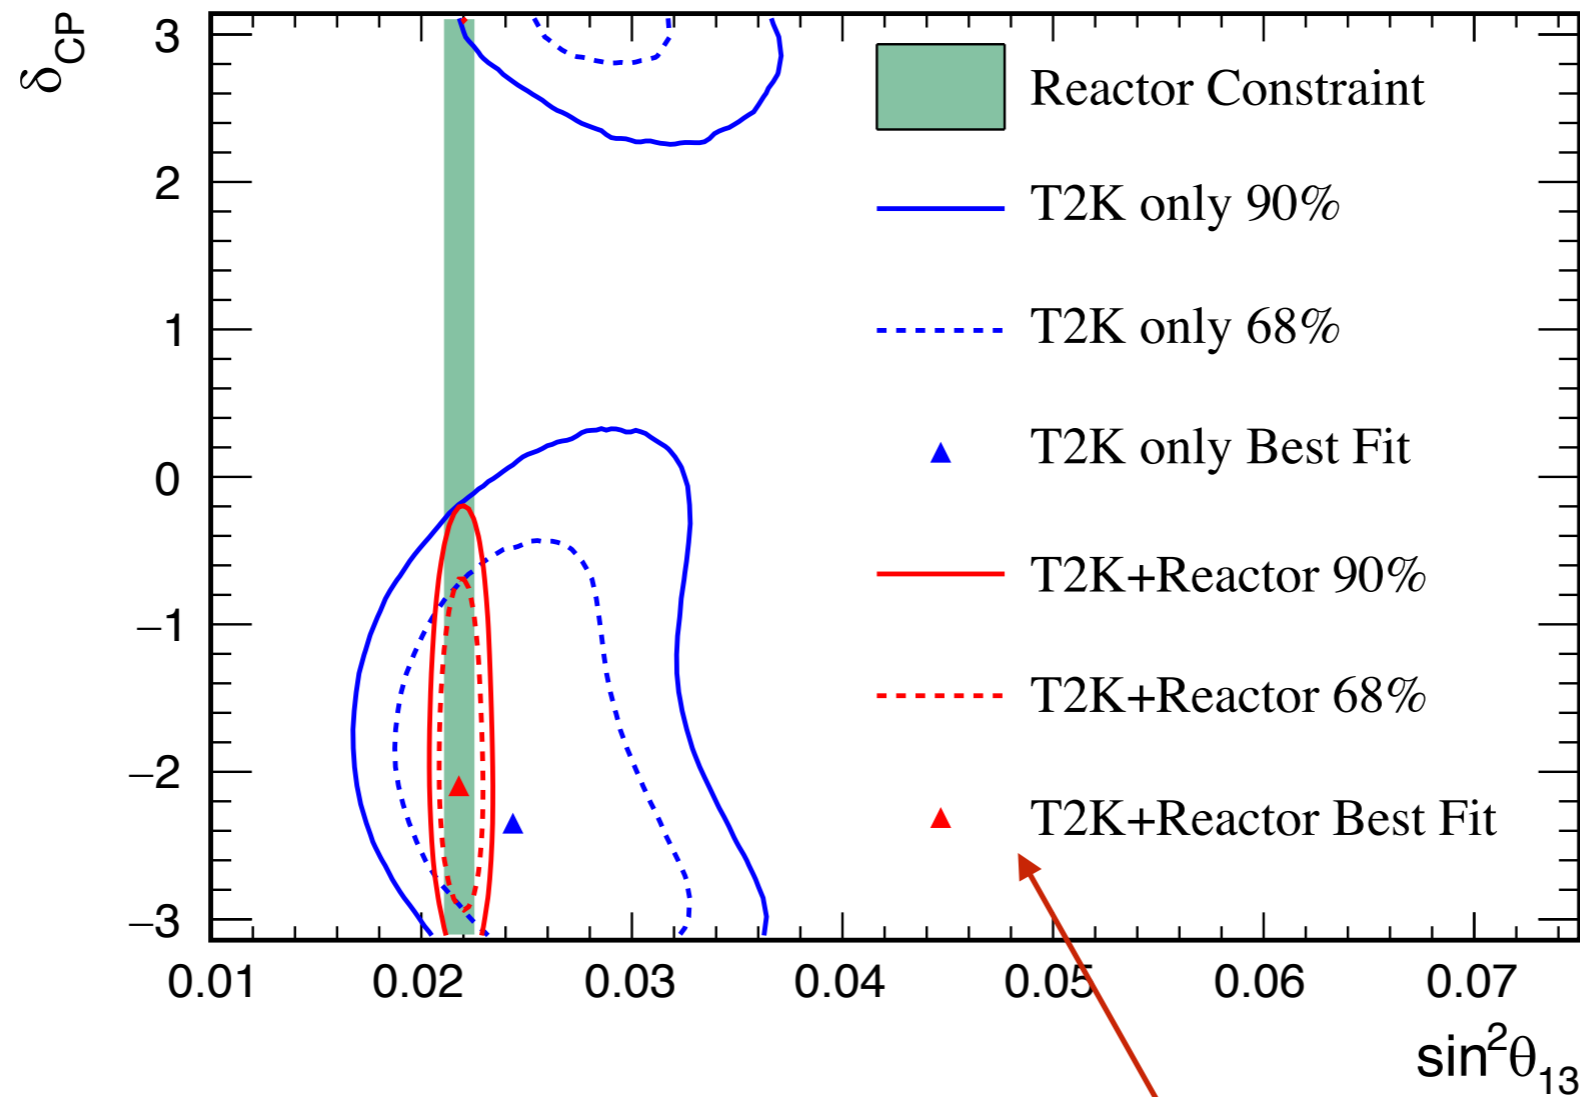 δCP
3
2
1
0
−1
−2
−3
Reactor Constraint
T2K only 90%
T2K only 68%
T2K only Best Fit
T2K+Reactor 90%
T2K+Reactor 68%
T2K+Reactor Best Fit
0.01 0.02 0.03 0.04 0.05 0.06 0.07
sin²θ₁₃